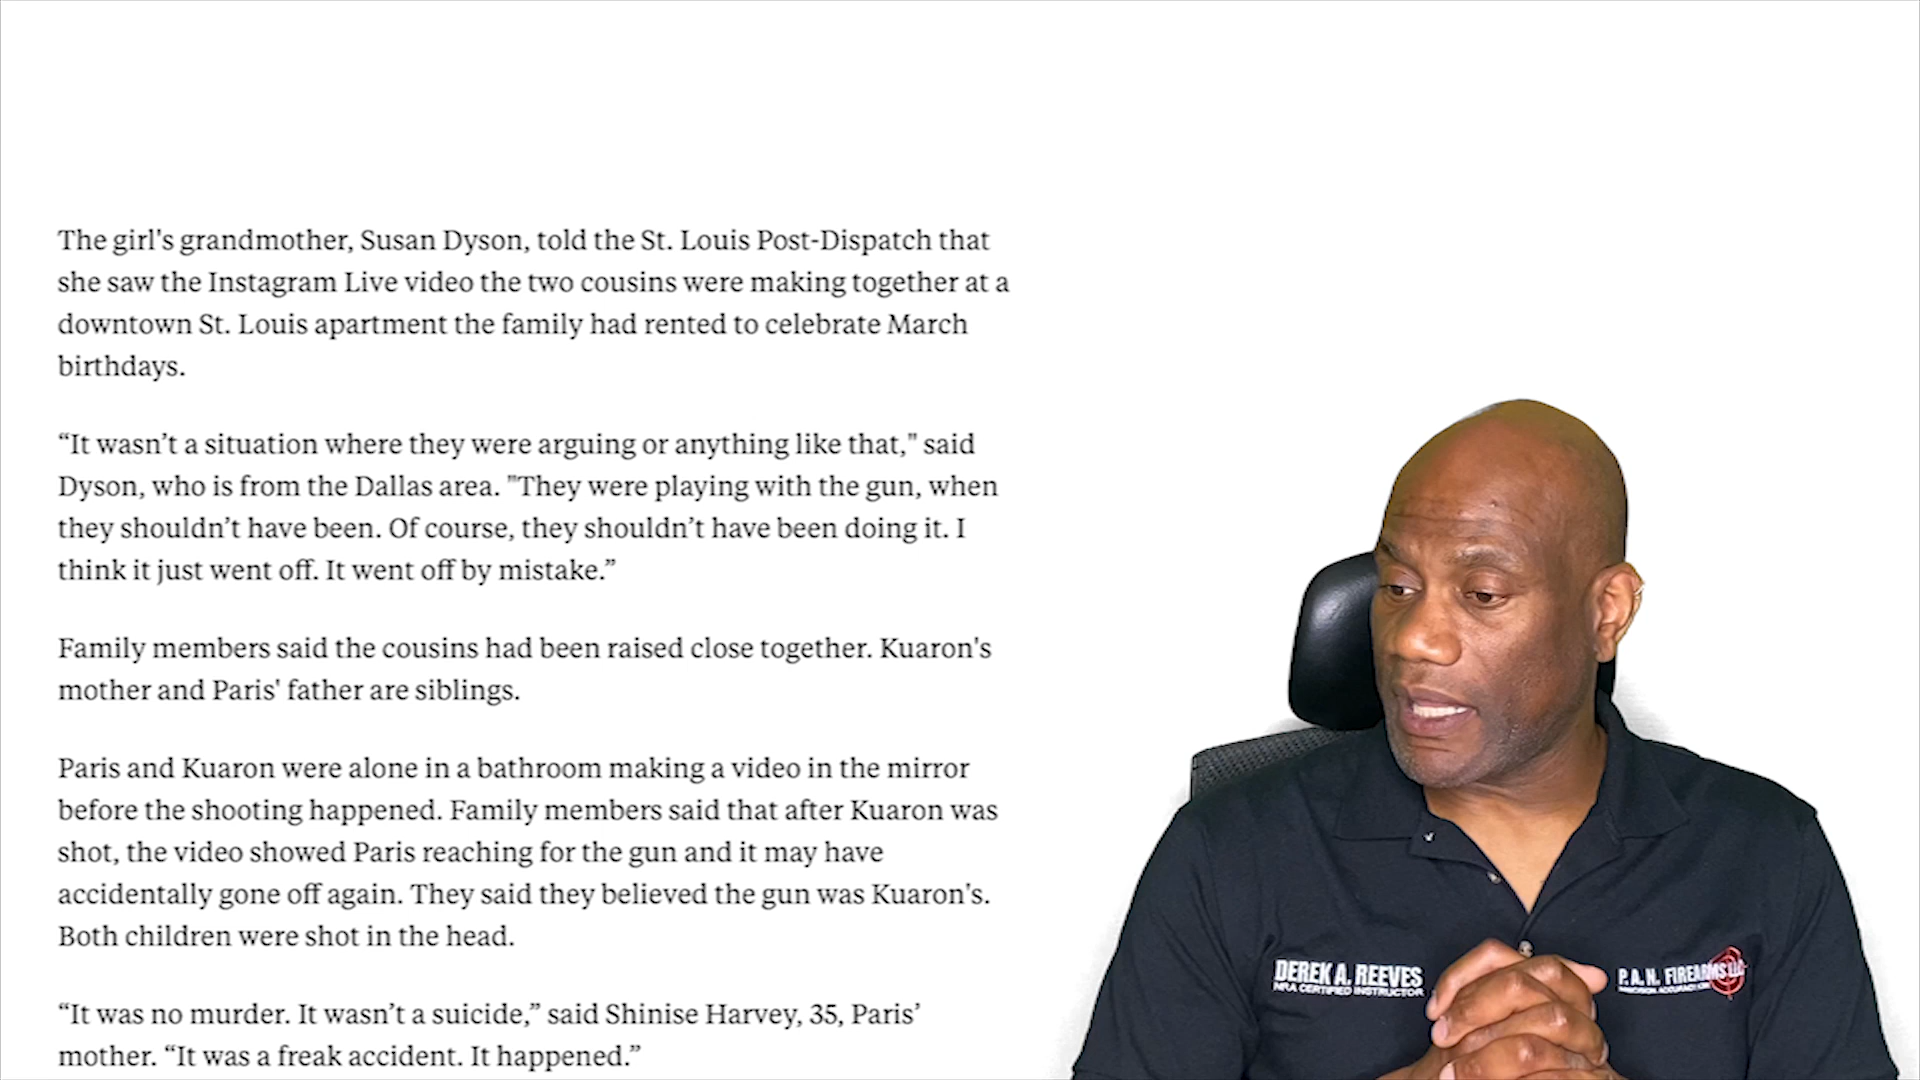 The girl's grandmother, Susan Dyson, told the St. Louis Post-Dispatch that
she saw the Instagram Live video the two cousins were making together at a
downtown St. Louis apartment the family had rented to celebrate March
birthdays.
“It wasn’t a situation where they were arguing or anything like that," said
Dyson, who is from the Dallas area. "They were playing with the gun, when
they shouldn’t have been. Of course, they shouldn’t have been doing it. I
think it just went off. It went off by mistake.”
Family members said the cousins had been raised close together. Kuaron's
mother and Paris' father are siblings.
Paris and Kuaron were alone in a bathroom making a video in the mirror
before the shooting happened. Family members said that after Kuaron was
shot, the video showed Paris reaching for the gun and it may have
accidentally gone off again. They said they believed the gun was Kuaron's.
Both children were shot in the head.
“It was no murder. It wasn’t a suicide,” said Shinise Harvey, 35, Paris’
mother. “It was a freak accident. It happened.”
DEREK A. REEVES
NRA CERTIFIED INSTRUCTOR
P.A.N. FIREARMS LLC